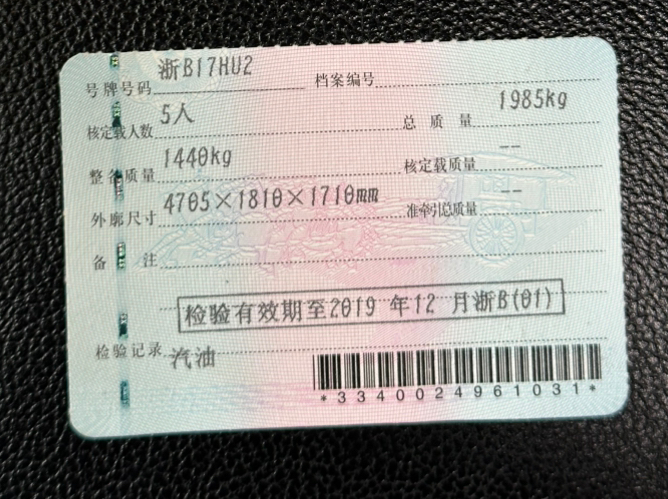 号牌号码 浙B17HU2 档案编号
核定载人数 5人 总质量 1985kg
整备质量 1440kg 核定载质量 --
外廓尺寸 4705×1810×1710mm 准牵引总质量 --
备注
检验有效期至2019 年12 月浙B(01)
检验记录 汽油
*3340024961031*